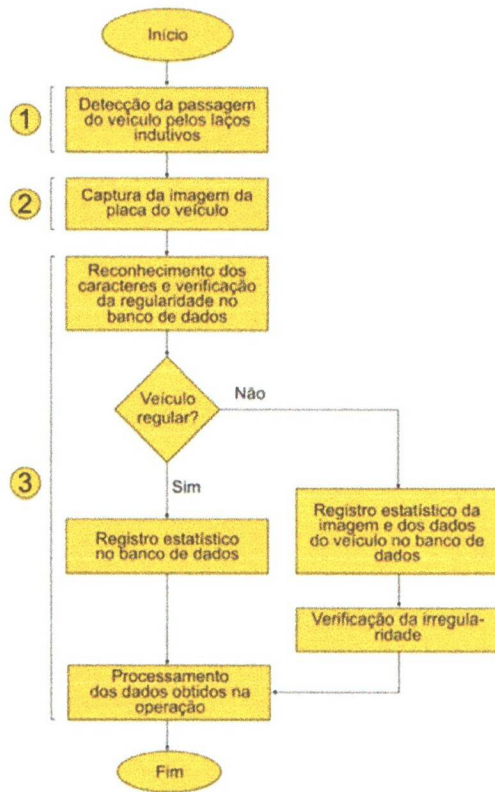 Início
1
Detecção da passagem
do veículo pelos laços
indutivos
2
Captura da imagem da
placa do veículo
Reconhecimento dos
caracteres e verificação
da regularidade no
banco de dados
Veículo
regular?
Não
3
Sim
Registro estatístico
no banco de dados
Registro estatístico da
imagem e dos dados
do veículo no banco de
dados
Verificação da irregula-
ridade
Processamento
dos dados obtidos na
operação
Fim